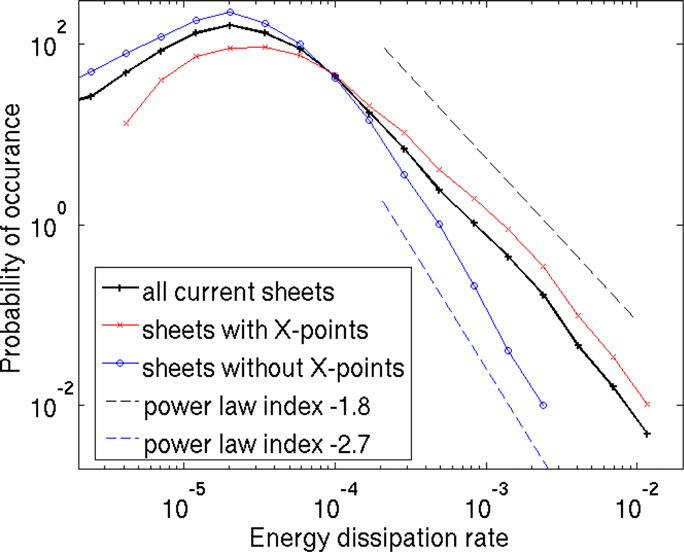 Probability of occurance
10^2
10^0
10^-2
all current sheets
sheets with X-points
sheets without X-points
power law index -1.8
power law index -2.7
10^-5
10^-4
10^-3
10^-2
Energy dissipation rate